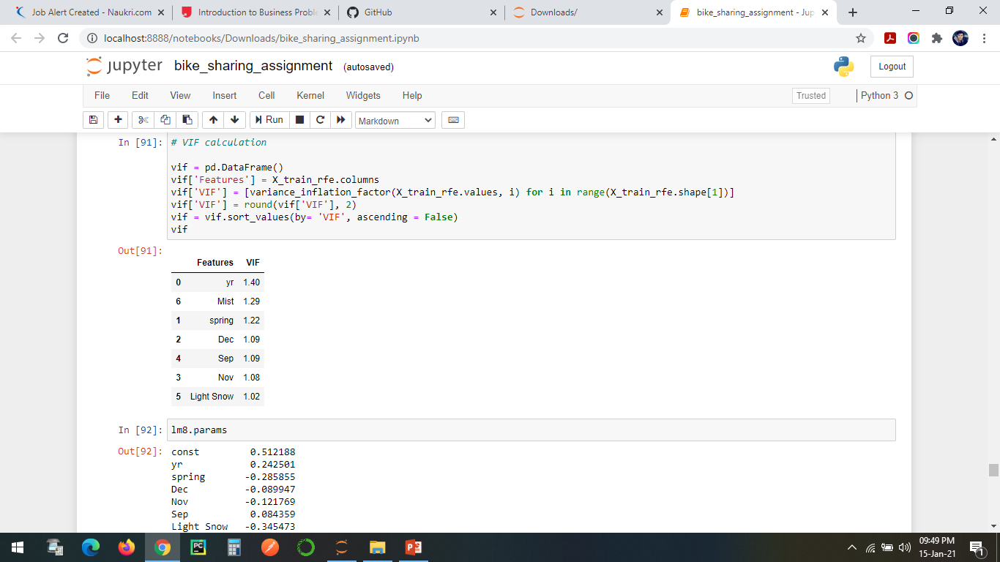 Job Alert Created - Naukri.com
Introduction to Business Proble
GitHub
Downloads/
bike_sharing_assignment - Jup
localhost:8888/notebooks/Downloads/bike_sharing_assignment.ipynb
jupyter bike_sharing_assignment (autosaved)
Logout
File Edit View Insert Cell Kernel Widgets Help
Trusted Python 3
Run Markdown
In [91]: # VIF calculation
vif = pd.DataFrame()
vif['Features'] = X_train_rfe.columns
vif['VIF'] = [variance_inflation_factor(X_train_rfe.values, i) for i in range(X_train_rfe.shape[1])]
vif['VIF'] = round(vif['VIF'], 2)
vif = vif.sort_values(by= 'VIF', ascending = False)
vif
Out[91]:
Features VIF
0 yr 1.40
6 Mist 1.29
1 spring 1.22
2 Dec 1.09
4 Sep 1.09
3 Nov 1.08
5 Light Snow 1.02
In [92]: lm8.params
Out[92]: const 0.512188
yr 0.242501
spring -0.285855
Dec -0.089947
Nov -0.121769
Sep 0.084359
Light Snow -0.345473
PC
09:49 PM
15-Jan-21
1